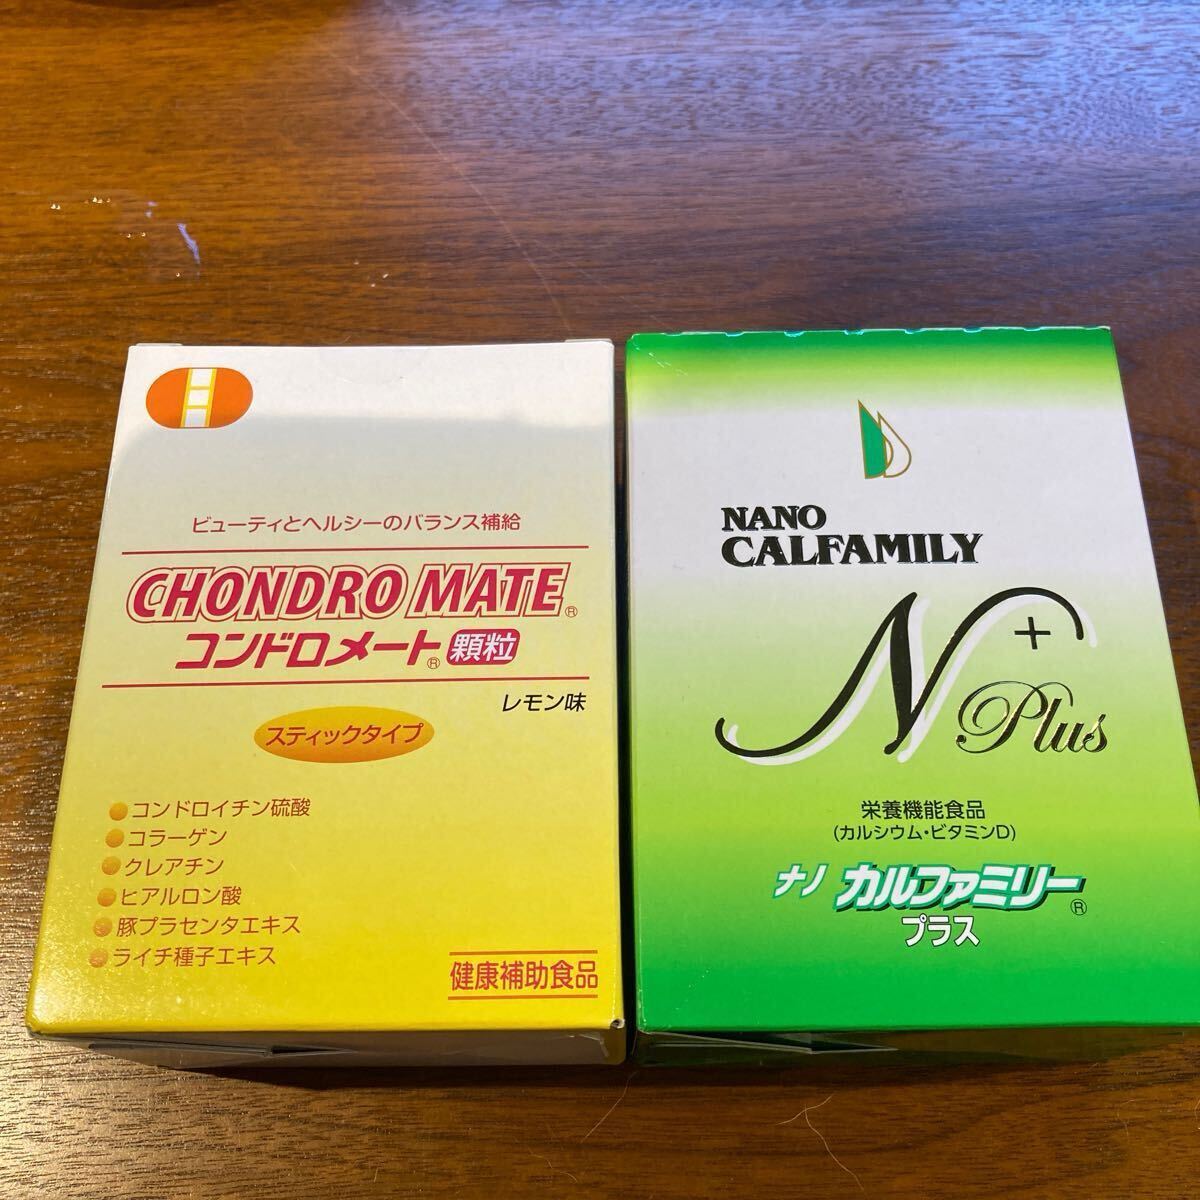 ビューティとヘルシーのバランス補給
CHONDRO MATE®
コンドロメート® 顆粒
レモン味
スティックタイプ
●コンドロイチン硫酸
●コラーゲン
●クレアチン
●ヒアルロン酸
●豚プラセンタエキス
●ライチ種子エキス
健康補助食品
NANO
CALFAMILY
N+
Plus
栄養機能食品
(カルシウム・ビタミンD)
ナノ カルファミリー®
プラス